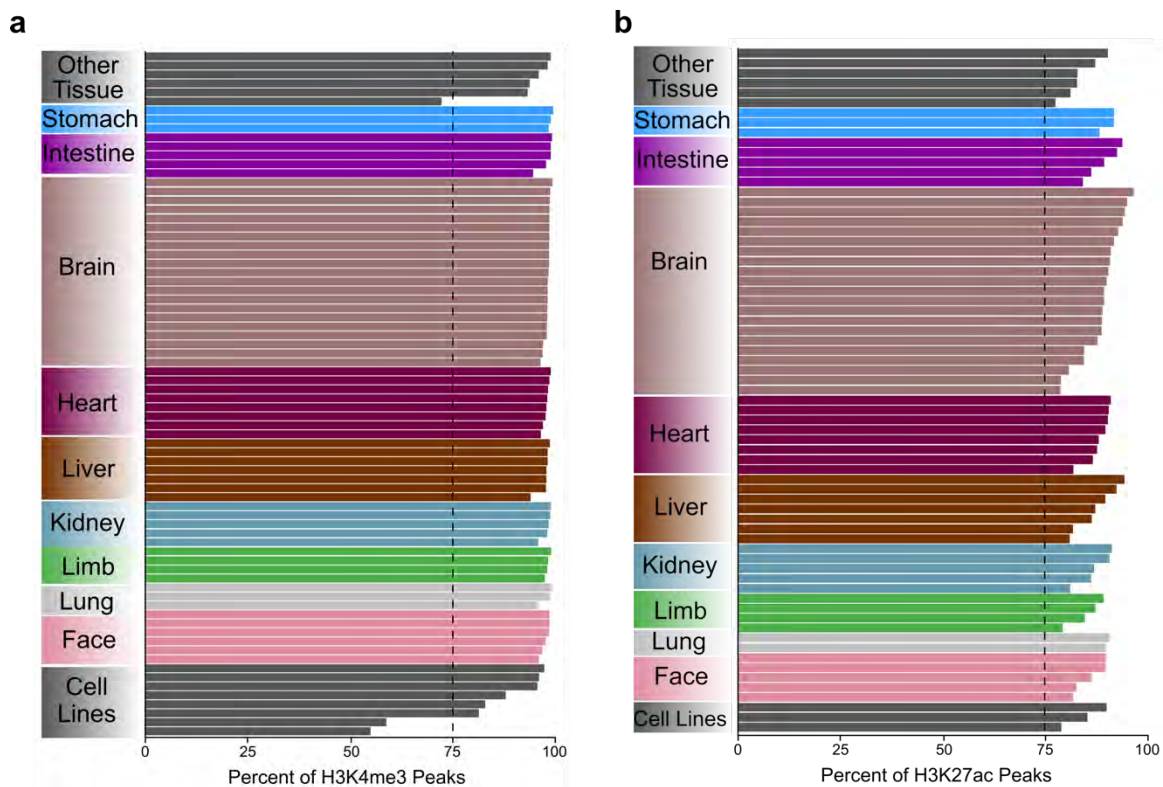 a
Other
Tissue
Stomach
Intestine
Brain
Heart
Liver
Kidney
Limb
Lung
Face
Cell
Lines
0
25
50
75
100
Percent of H3K4me3 Peaks
b
Other
Tissue
Stomach
Intestine
Brain
Heart
Liver
Kidney
Limb
Lung
Face
Cell Lines
0
25
50
75
100
Percent of H3K27ac Peaks